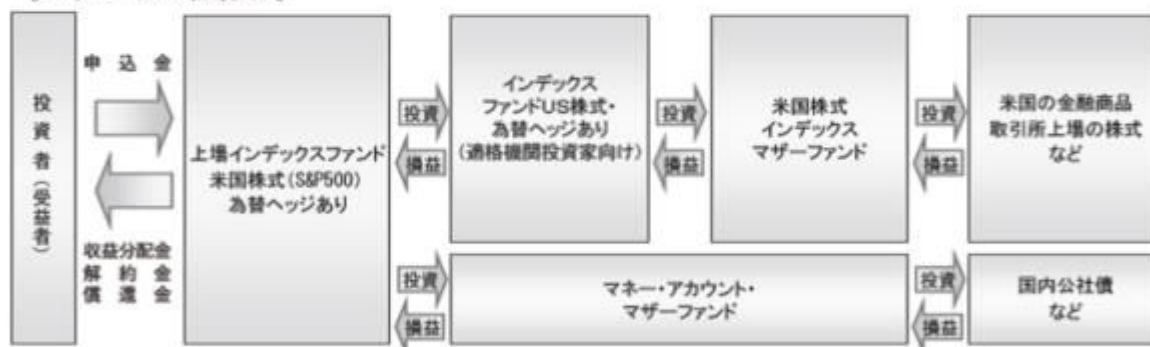 投資者(受益者)
申込金
収益分配金
解約金
償還金
上場インデックスファンド
米国株式(S&P500)
為替ヘッジあり
投資
損益
インデックス
ファンドUS株式・
為替ヘッジあり
(適格機関投資家向け)
投資
損益
米国株式
インデックス
マザーファンド
投資
損益
米国の金融商品
取引所上場の株式
など
投資
損益
マネー・アカウント・
マザーファンド
投資
損益
国内公社債
など